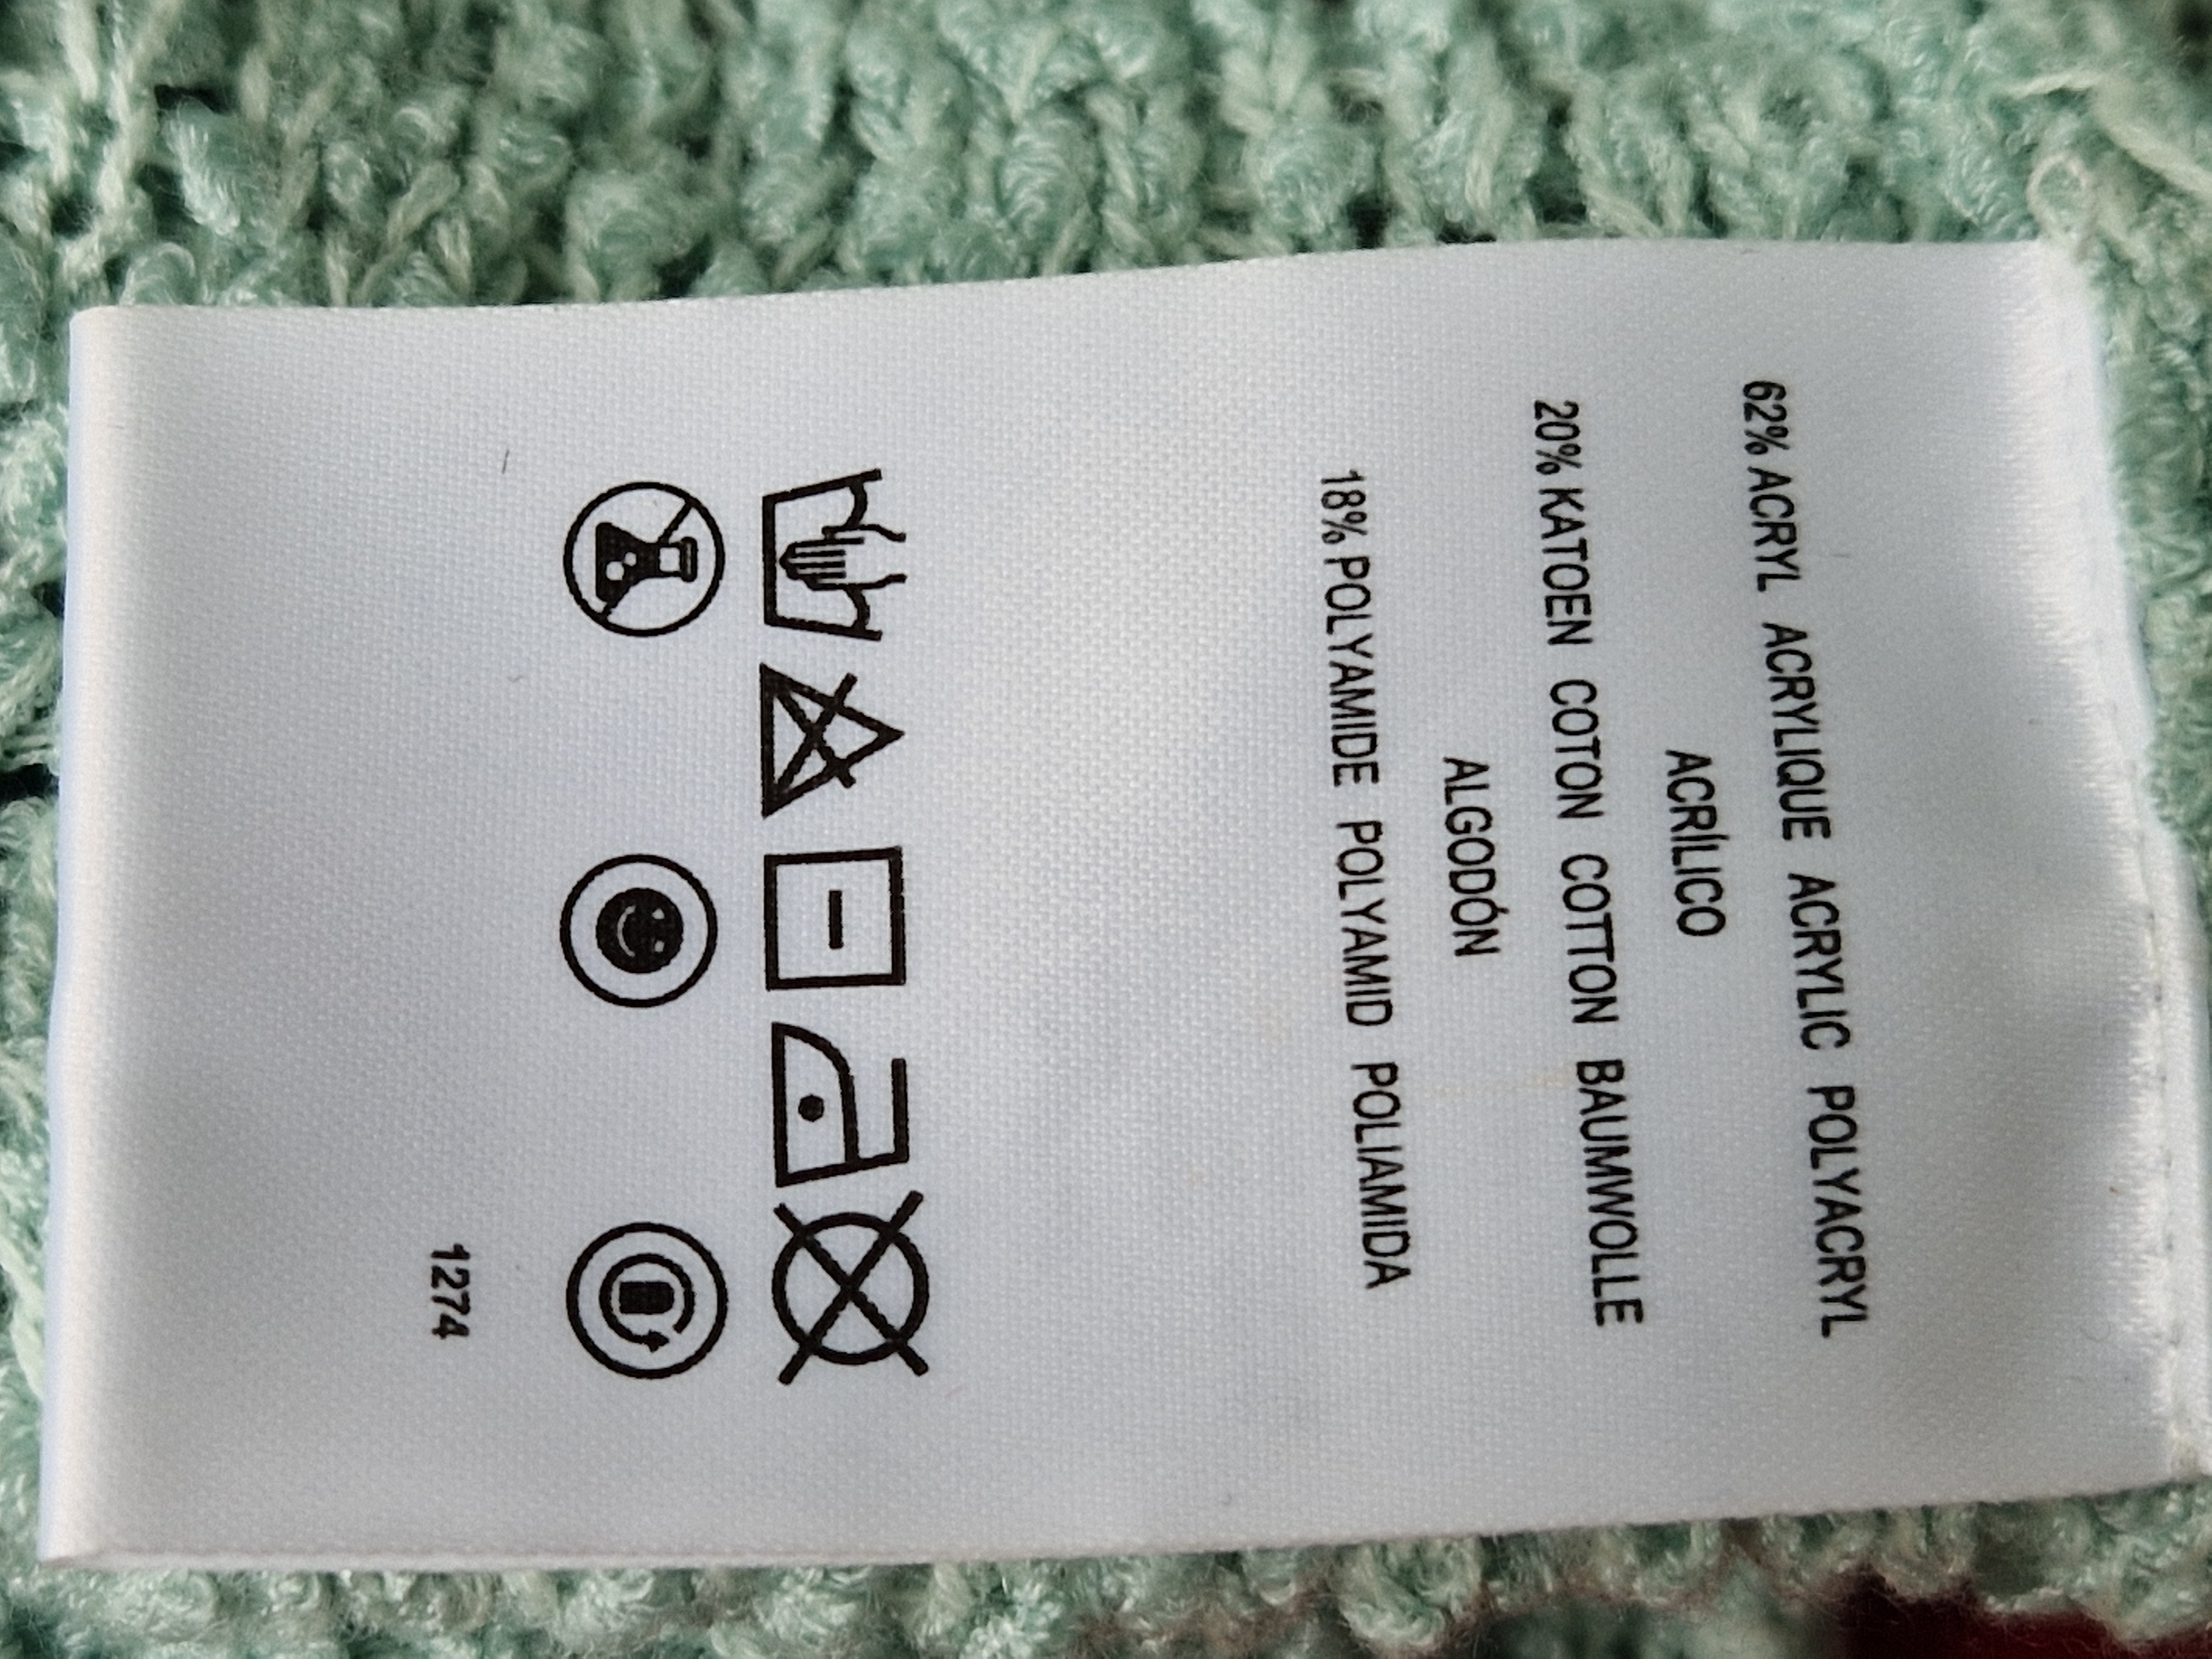 62% ACRYL ACRYLIQUE ACRYLIC POLYACRYL
ACRÍLICO
20% KATOEN COTON COTTON BAUMWOLLE
ALGODÓN
18% POLYAMIDE POLYAMID POLIAMIDA
1274